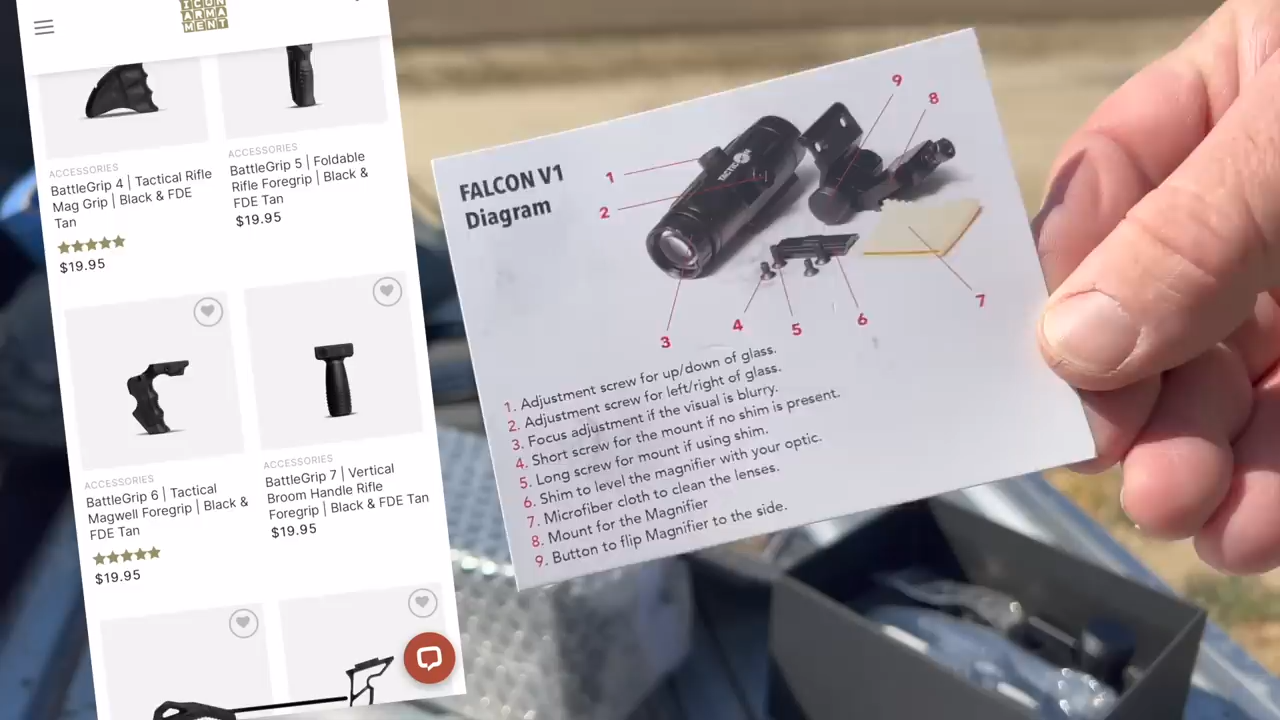 ICON
ARMA
MENT
ACCESSORIES
BattleGrip 4 | Tactical Rifle
Mag Grip | Black & FDE
Tan
$19.95
ACCESSORIES
BattleGrip 5 | Foldable
Rifle Foregrip | Black &
FDE Tan
$19.95
ACCESSORIES
BattleGrip 6 | Tactical
Magwell Foregrip | Black &
FDE Tan
$19.95
ACCESSORIES
BattleGrip 7 | Vertical
Broom Handle Rifle
Foregrip | Black & FDE Tan
$19.95
FALCON V1
Diagram
1
2
3
4
5
6
7
8
9
1. Adjustment screw for up/down of glass.
2. Adjustment screw for left/right of glass.
3. Focus adjustment if the visual is blurry.
4. Short screw for the mount if no shim is present.
5. Long screw for mount if using shim.
6. Shim to level the magnifier with your optic.
7. Microfiber cloth to clean the lenses.
8. Mount for the Magnifier
9. Button to flip Magnifier to the side.